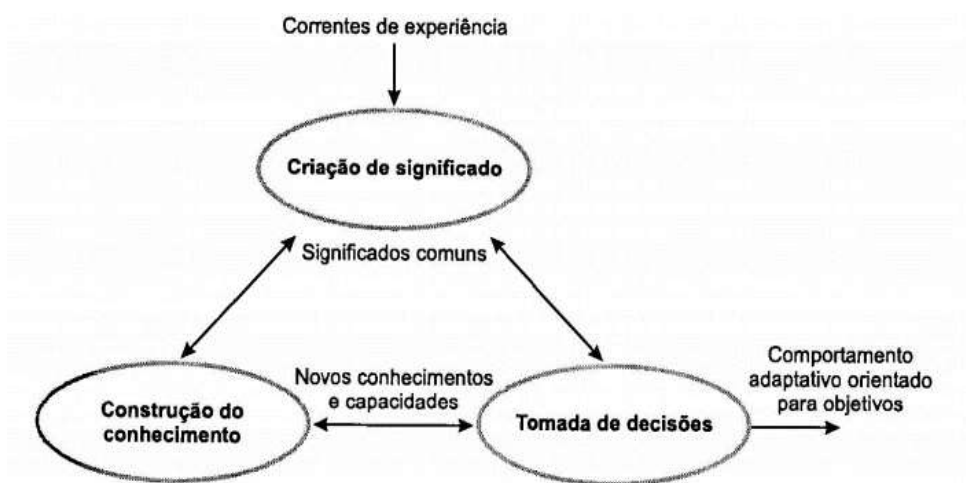 Correntes de experiência
Criação de significado
Significados comuns
Construção do
conhecimento
Novos conhecimentos
e capacidades
Tomada de decisões
Comportamento
adaptativo orientado
para objetivos